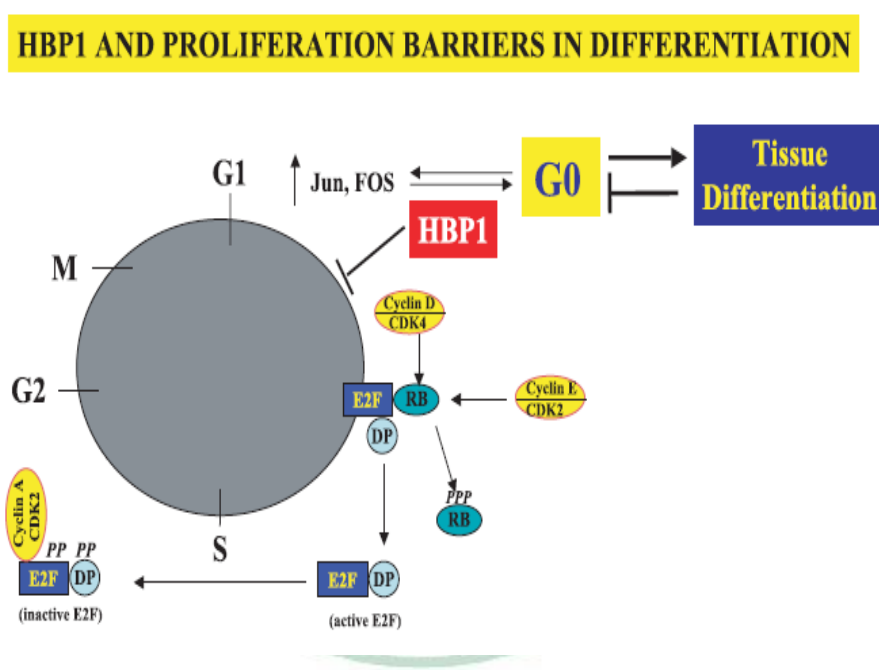 HBP1 AND PROLIFERATION BARRIERS IN DIFFERENTIATION
G1
Jun, FOS
G0
Tissue
Differentiation
HBP1
M
Cyclin D
CDK4
G2
E2F
RB
Cyclin E
CDK2
DP
Cyclin A
CDK2
PPP
RB
S
PP PP
E2F
DP
(inactive E2F)
E2F
DP
(active E2F)